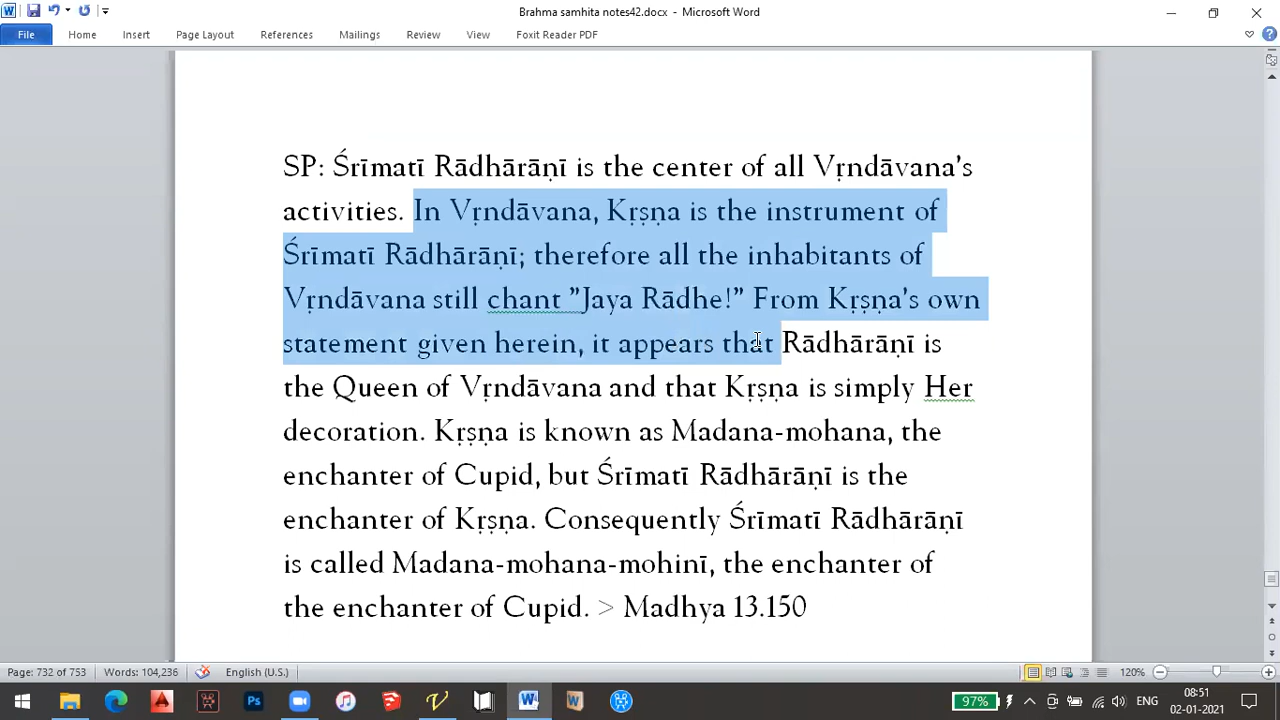 Brahma samhita notes42.docx - Microsoft Word
File Home Insert Page Layout References Mailings Review View Foxit Reader PDF
SP: Śrīmatī Rādhārāṇī is the center of all Vṛndāvana’s
activities. In Vṛndāvana, Kṛṣṇa is the instrument of
Śrīmatī Rādhārāṇī; therefore all the inhabitants of
Vṛndāvana still chant ”Jaya Rādhe!” From Kṛṣṇa’s own
statement given herein, it appears that Rādhārāṇī is
the Queen of Vṛndāvana and that Kṛṣṇa is simply Her
decoration. Kṛṣṇa is known as Madana-mohana, the
enchanter of Cupid, but Śrīmatī Rādhārāṇī is the
enchanter of Kṛṣṇa. Consequently Śrīmatī Rādhārāṇī
is called Madana-mohana-mohinī, the enchanter of
the enchanter of Cupid. > Madhya 13.150
Page: 732 of 753 Words: 104,236 English (U.S.) 120%
97% ENG 08:51
02-01-2021